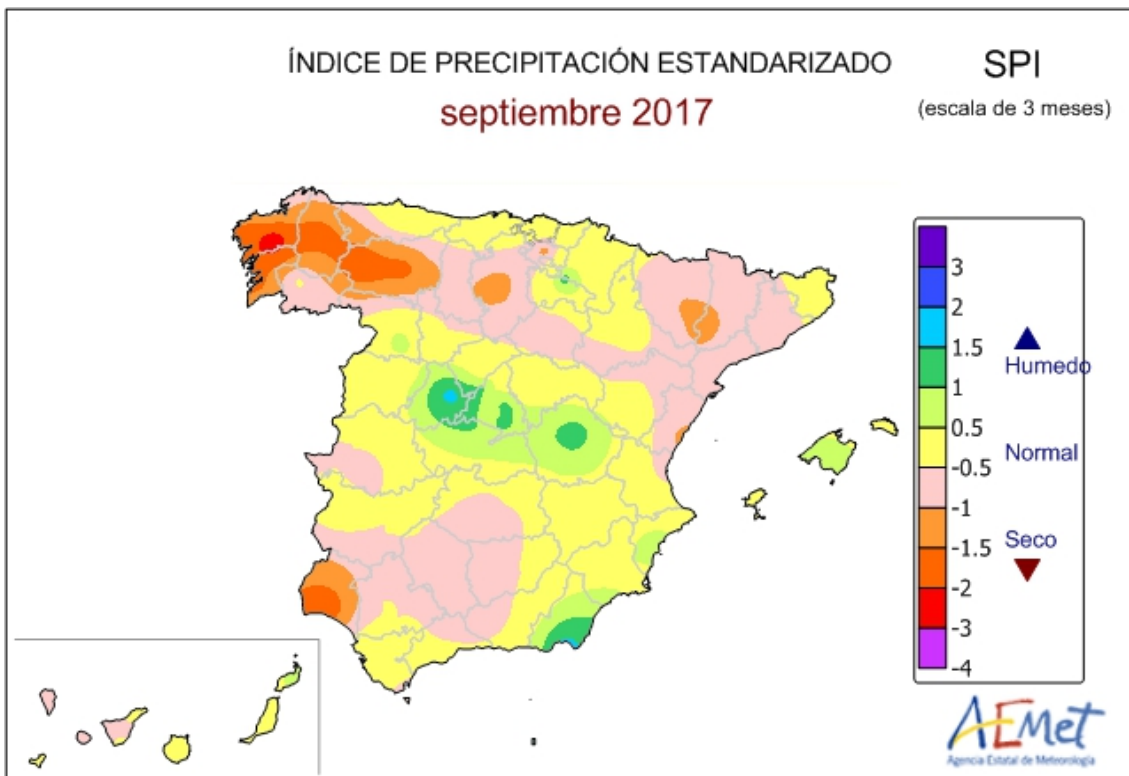 ÍNDICE DE PRECIPITACIÓN ESTANDARIZADO
septiembre 2017
SPI
(escala de 3 meses)
3
2
1.5
1
0.5
-0.5
-1
-1.5
-2
-3
-4
Humedo
Normal
Seco
AEMet
Agencia Estatal de Meteorología